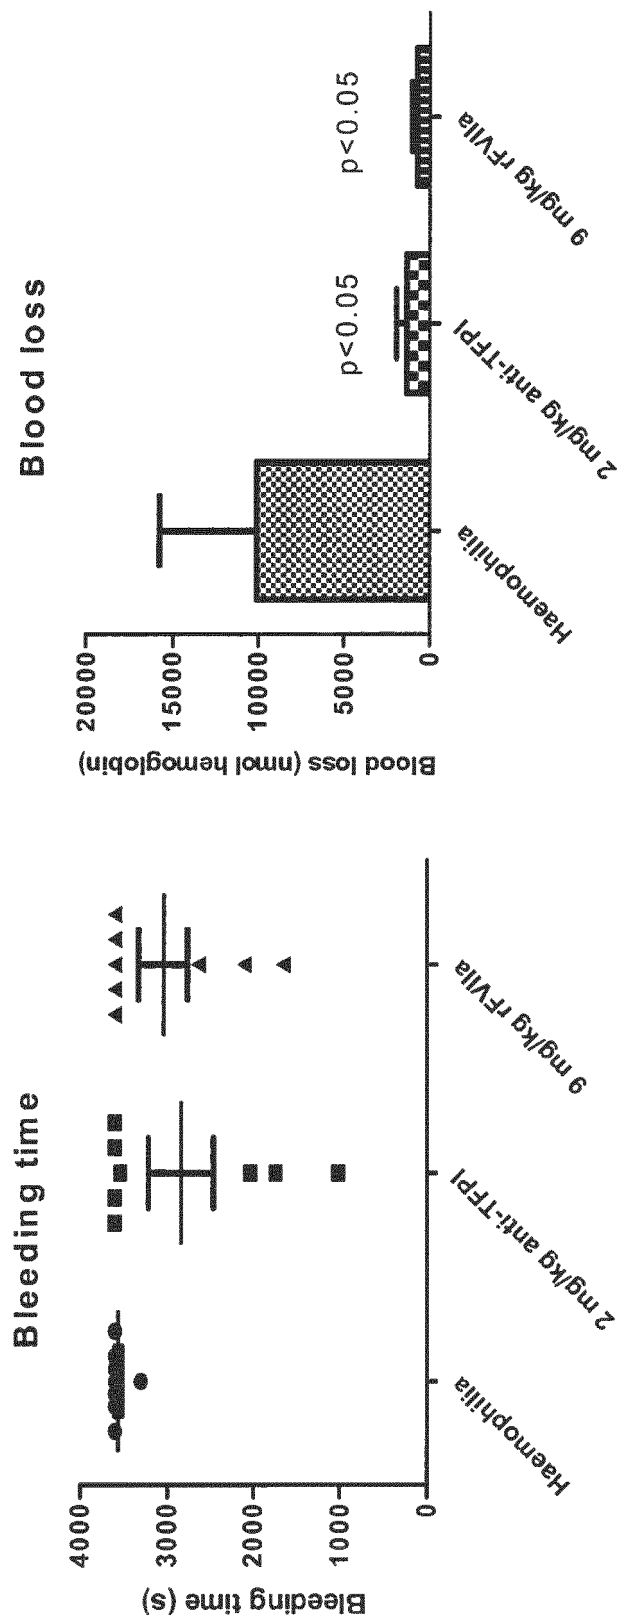 Bleeding time
Bleeding time (s)
4000
3000
2000
1000
0
Haemophilia
2 mg/kg anti-TFPI
9 mg/kg rFVIIa
Blood loss
Blood loss (nmol hemoglobin)
20000
15000
10000
5000
0
p<0.05
p<0.05
Haemophilia
2 mg/kg anti-TFPI
9 mg/kg rFVIIa